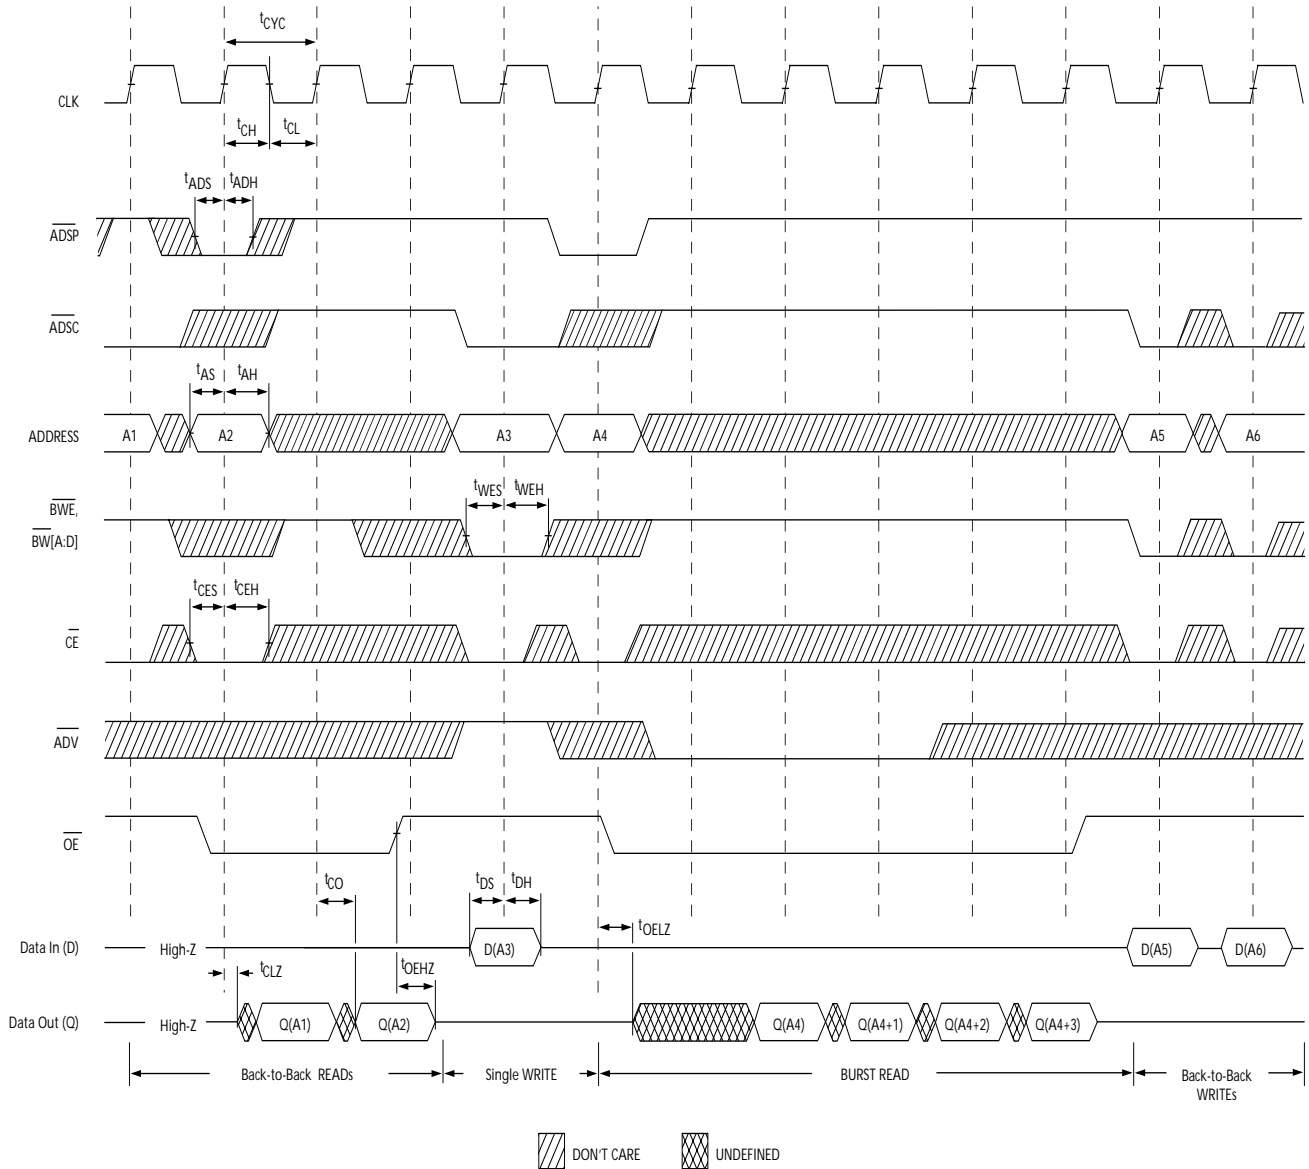 tCYC
CLK
tCH
tCL
tADS
tADH
ADSP
ADSC
tAS
tAH
ADDRESS
A1
A2
A3
A4
A5
A6
tWES
tWEH
BWE,
BW[A:D]
tCES
tCEH
CE
ADV
OE
tCO
tDS
tDH
tOELZ
Data In (D)
High-Z
D(A3)
D(A5)
D(A6)
tCLZ
tOEHZ
Data Out (Q)
High-Z
Q(A1)
Q(A2)
Q(A4)
Q(A4+1)
Q(A4+2)
Q(A4+3)
Back-to-Back READs
Single WRITE
BURST READ
Back-to-Back
WRITEs
DON'T CARE
UNDEFINED